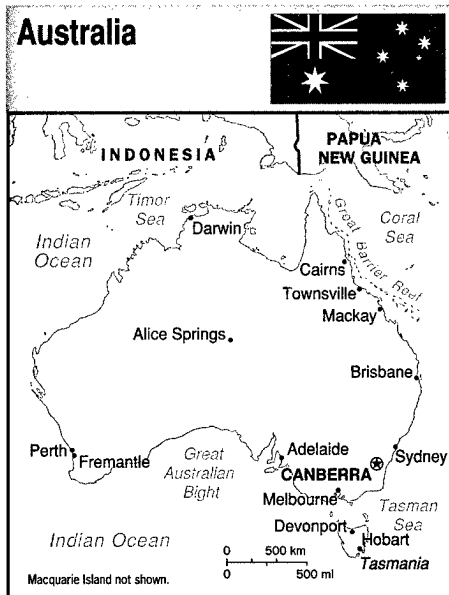 Australia
PAPUA
NEW GUINEA
INDONESIA
Timor
Sea
Coral
Sea
Indian
Ocean
Darwin
Great Barrier Reef
Cairns
Townsville
Mackay
Alice Springs
Brisbane
Perth
Fremantle
Great
Australian
Bight
Adelaide
Sydney
CANBERRA
Melbourne
Tasman
Sea
Devonport
Hobart
Tasmania
Indian Ocean
0 500 km
0 500 mi
Macquarie Island not shown.